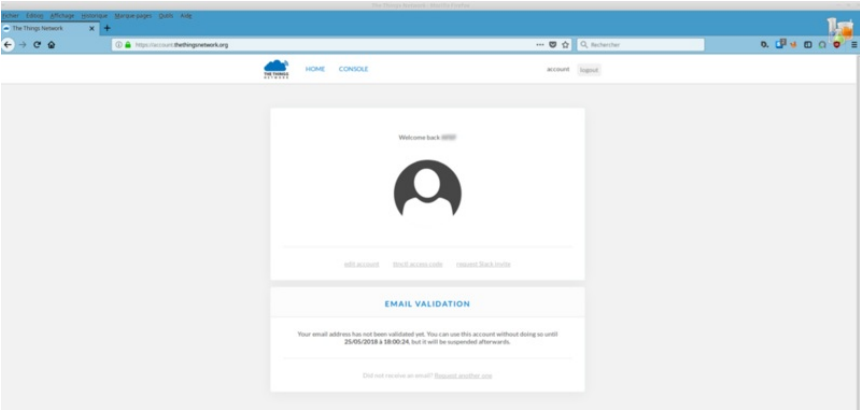 The Things Network - Mozilla Firefox
Fichier Édition Affichage Historique Marque-pages Outils Aide
The Things Network
https://account.thethingsnetwork.org
Rechercher
THE THINGS
NETWORK
HOME CONSOLE account logout
Welcome back
edit account ttnctl access code request Slack invite
EMAIL VALIDATION
Your email address has not been validated yet. You can use this account without doing so until
25/05/2018 à 18:00:24, but it will be suspended afterwards.
Did not receive an email? Request another one